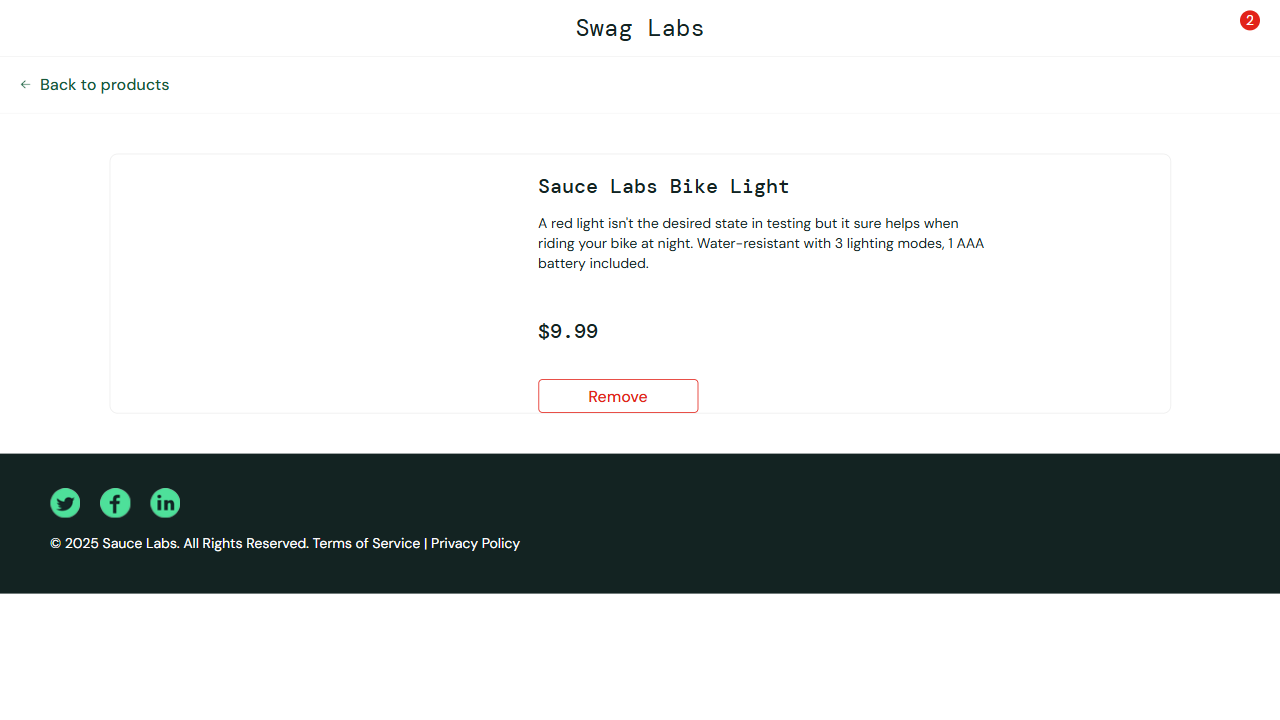 Swag Labs
2
Back to products
Sauce Labs Bike Light
A red light isn't the desired state in testing but it sure helps when
riding your bike at night. Water-resistant with 3 lighting modes, 1 AAA
battery included.
$9.99
Remove
© 2025 Sauce Labs. All Rights Reserved. Terms of Service | Privacy Policy